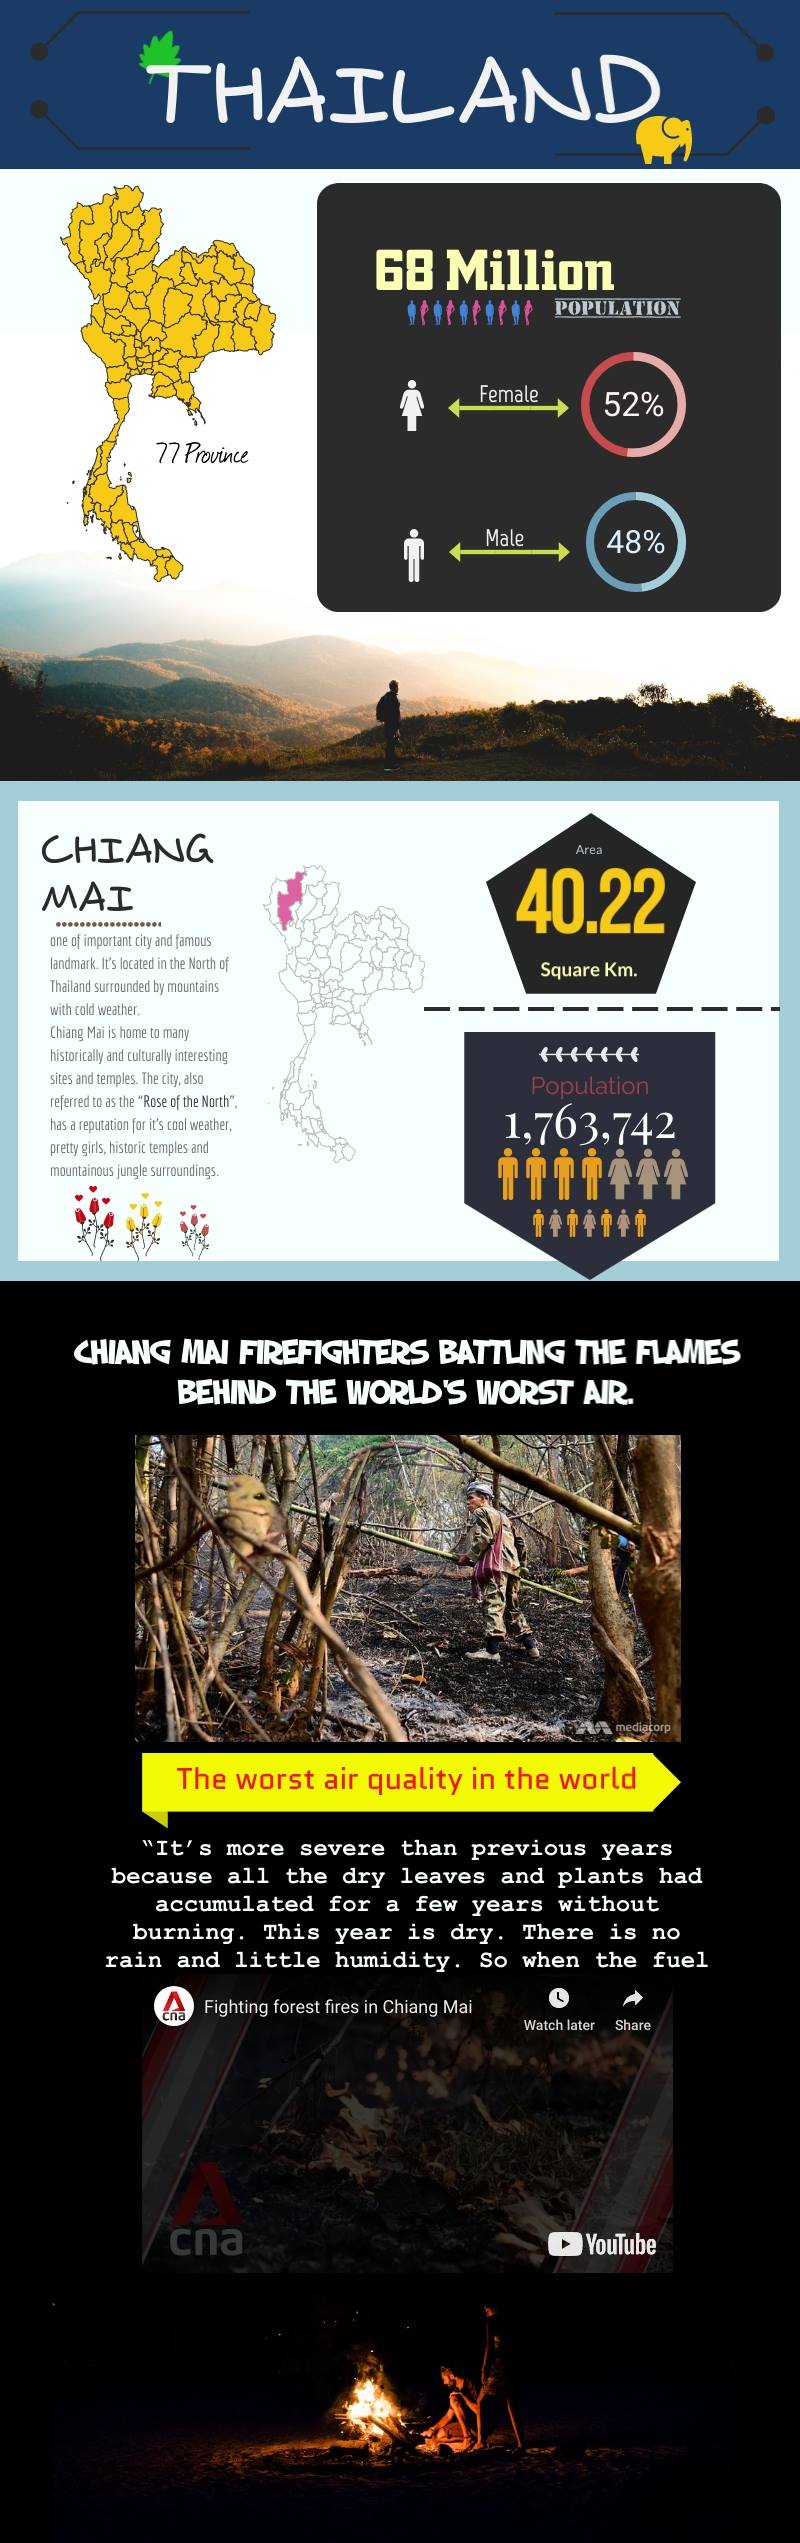 THAILAND
68 Million
POPULATION
Female
52%
77 Province
Male
48%
CHIANG
MAI
one of important city and famous
landmark. It's located in the North of
Thailand surrounded by mountains
with cold weather.
Chiang Mai is home to many
historically and culturally interesting
sites and temples. The city, also
referred to as the “Rose of the North”,
has a reputation for it's cool weather,
pretty girls, historic temples and
mountainous jungle surroundings.
Area
40.22
Square Km.
Population
1,763,742
CHIANG MAI FIREFIGHTERS BATTLING THE FLAMES
BEHIND THE WORLD'S WORST AIR.
mediacorp
The worst air quality in the world
“It’s more severe than previous years
because all the dry leaves and plants had
accumulated for a few years without
burning. This year is dry. There is no
rain and little humidity. So when the fuel
cna
Fighting forest fires in Chiang Mai
Watch later
Share
cna
YouTube